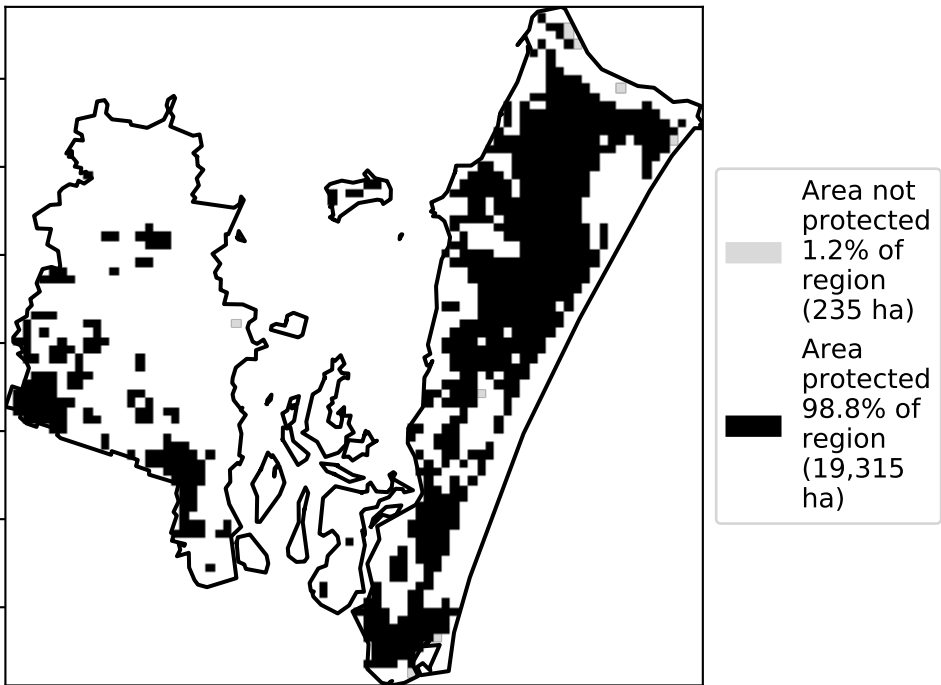 Area not
protected
1.2% of
region
(235 ha)
Area
protected
98.8% of
region
(19,315
ha)